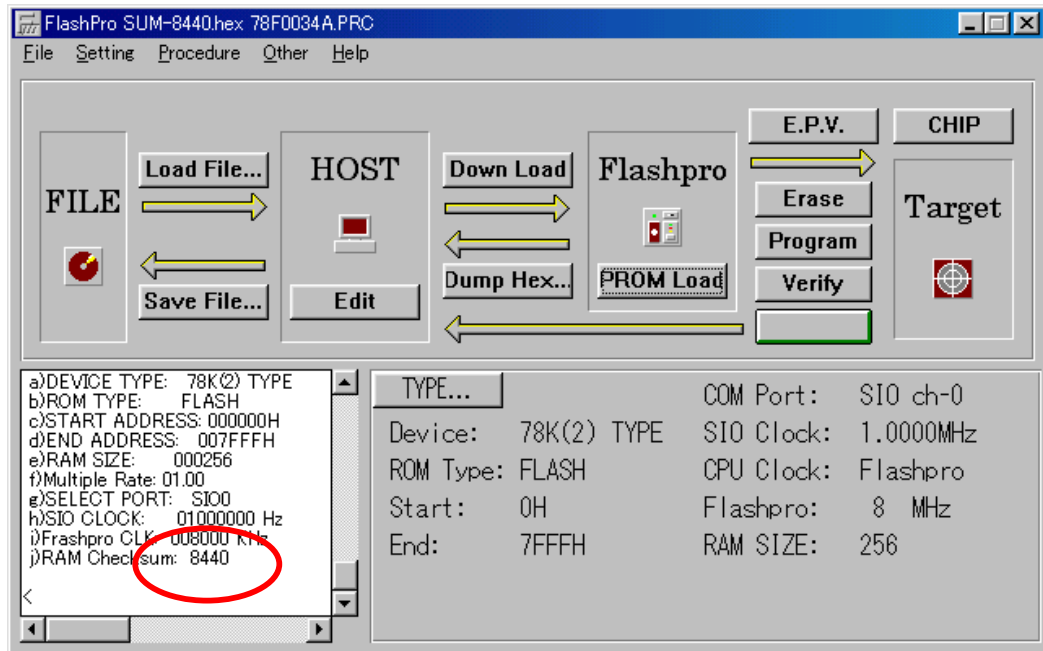 FlashPro SUM-8440.hex 78F0034A.PRC
File Setting Procedure Other Help
E.P.V. CHIP
Load File... HOST Down Load Flashpro
FILE Erase Target
Program
Save File... Edit Dump Hex... PROM Load Verify
a)DEVICE TYPE: 78K(2) TYPE
b)ROM TYPE: FLASH
c)START ADDRESS: 000000H
d)END ADDRESS: 007FFFH
e)RAM SIZE: 000256
f)Multiple Rate: 01.00
g)SELECT PORT: SIO0
h)SIO CLOCK: 01000000 Hz
i)Frashpro CLK: 008000 KHz
j)RAM Checksum: 8440
<
TYPE... COM Port: SIO ch-0
Device: 78K(2) TYPE SIO Clock: 1.0000MHz
ROM Type: FLASH CPU Clock: Flashpro
Start: 0H Flashpro: 8 MHz
End: 7FFFH RAM SIZE: 256